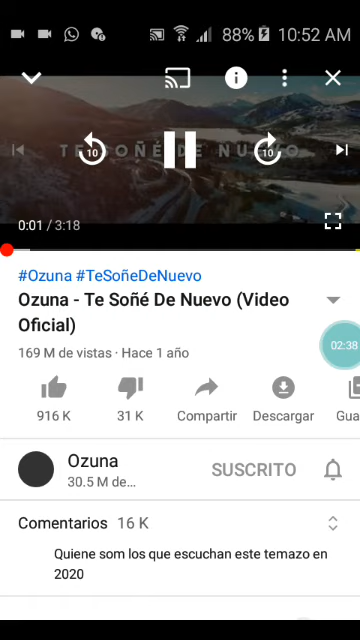 88% 10:52 AM
TE SOÑÉ DE NUEVO
10 10
0:01 / 3:18
#Ozuna #TeSoñeDeNuevo
Ozuna - Te Soñé De Nuevo (Video
Oficial)
169 M de vistas · Hace 1 año
02:38
916 K 31 K Compartir Descargar Gua
Ozuna
30.5 M de...
SUSCRITO
Comentarios 16 K
Quiene som los que escuchan este temazo en
2020